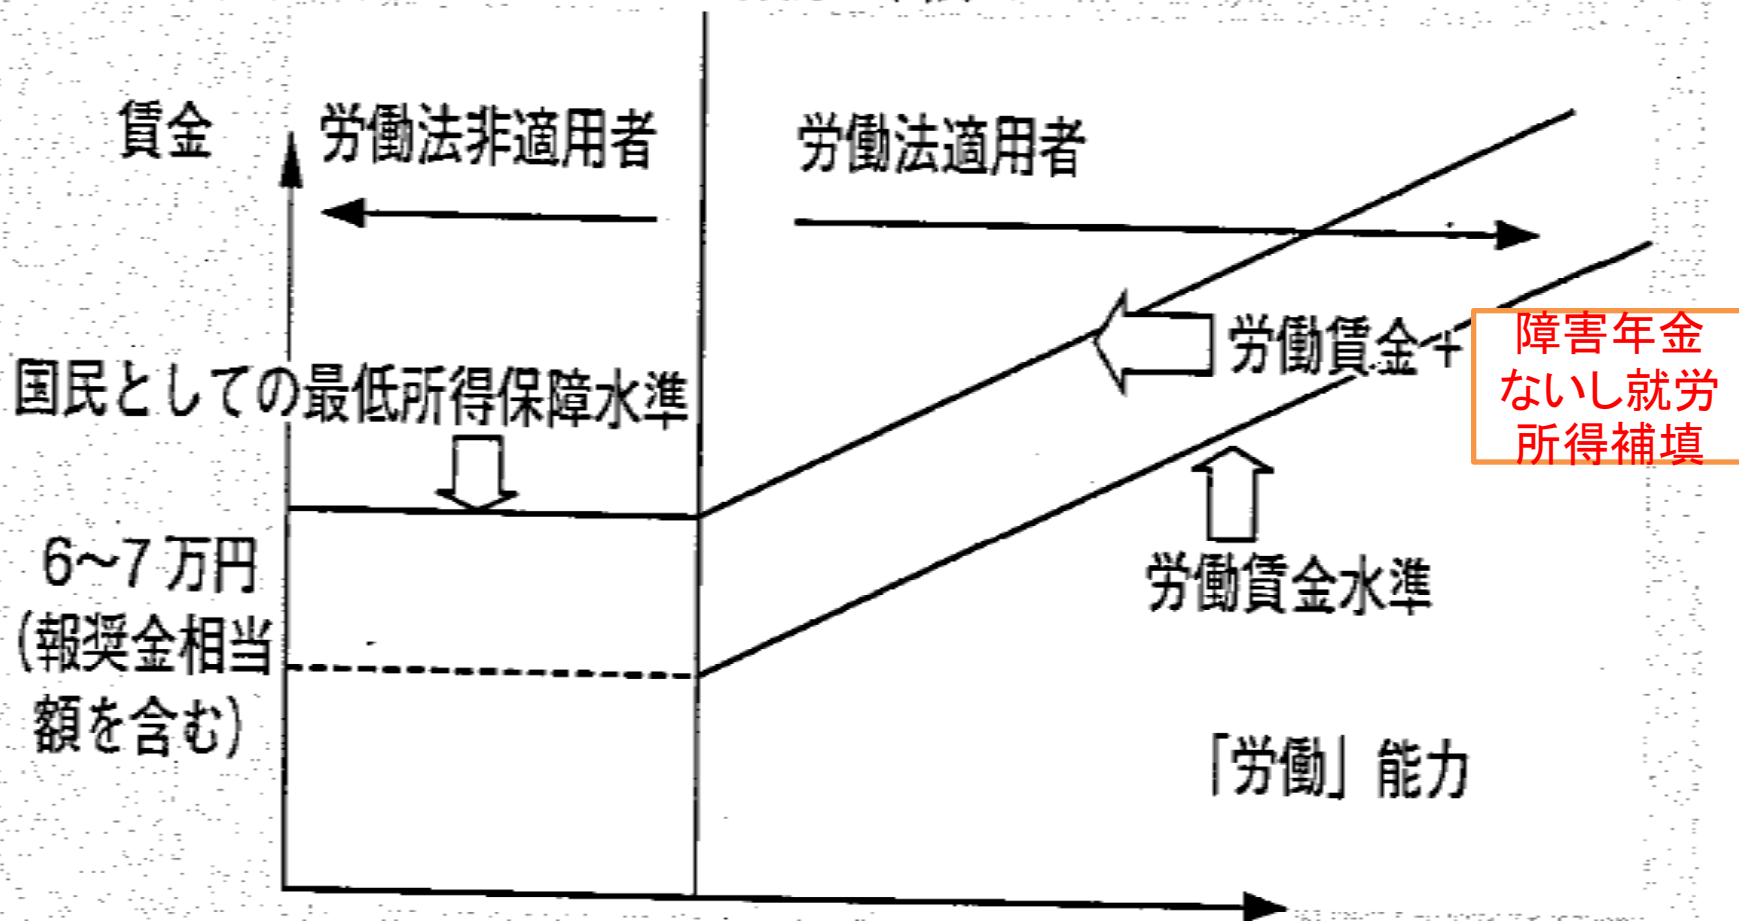 賃金
労働法非適用者
労働法適用者
国民としての最低所得保障水準
労働賃金+
障害年金
ないし就労
所得補填
6〜7万円
(報奨金相当
額を含む)
労働賃金水準
「労働」能力